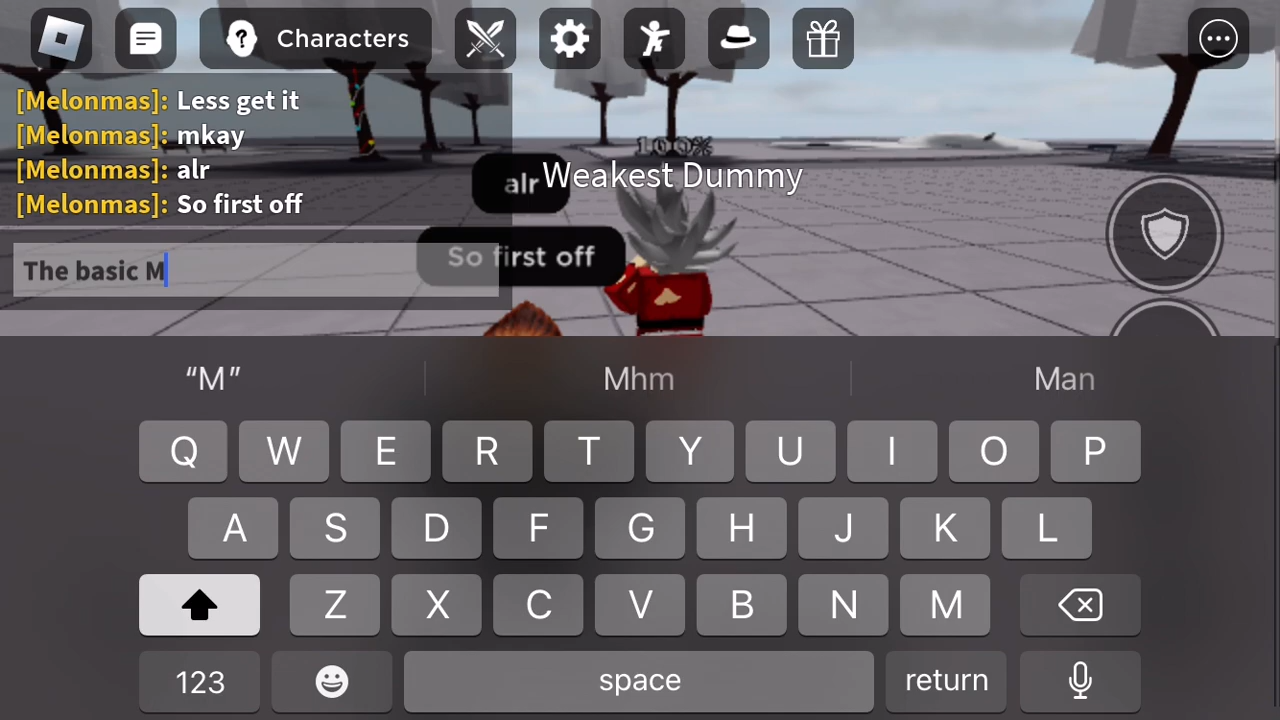 Characters
[Melonmas]: Less get it
[Melonmas]: mkay
[Melonmas]: alr
[Melonmas]: So first off
100%
Weakest Dummy
alr
So first off
The basic M
“M” Mhm Man
Q W E R T Y U I O P
A S D F G H J K L
Z X C V B N M
123 space return